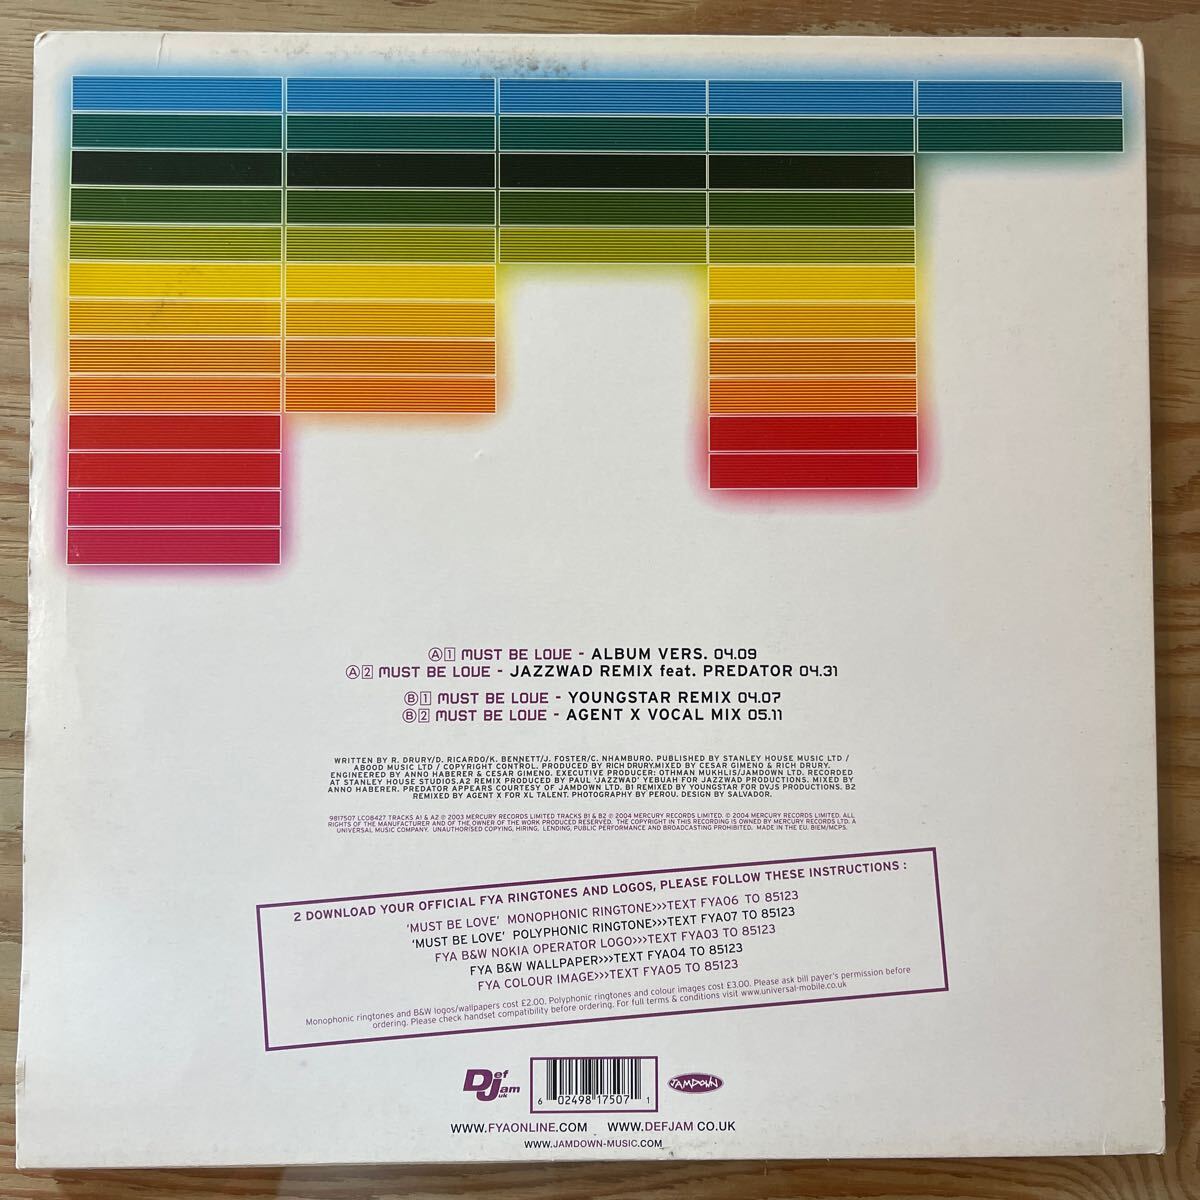 Ⓐ1 MUST BE LOVE - ALBUM VERS. 04.09
Ⓐ2 MUST BE LOVE - JAZZWAD REMIX feat. PREDATOR 04.31
Ⓑ1 MUST BE LOVE - YOUNGSTAR REMIX 04.07
Ⓑ2 MUST BE LOVE - AGENT X VOCAL MIX 05.11
WRITTEN BY R. DRURY/D. RICARDO/K. BENNETT/J. FOSTER/C. NHAMBURO. PUBLISHED BY STANLEY HOUSE MUSIC LTD /
ABOOD MUSIC LTD / COPYRIGHT CONTROL. PRODUCED BY RICH DRURY.MIXED BY CESAR GIMENO & RICH DRURY.
ENGINEERED BY ANNO HABERER & CESAR GIMENO. EXECUTIVE PRODUCER: OTHMAN MUKHLIS/JAMDOWN LTD. RECORDED
AT STANLEY HOUSE STUDIOS.A2 REMIX PRODUCED BY PAUL 'JAZZWAD' YEBUAH FOR JAZZWAD PRODUCTIONS. MIXED BY
ANNO HABERER. PREDATOR APPEARS COURTESY OF JAMDOWN LTD. B1 REMIXED BY YOUNGSTAR FOR DVJS PRODUCTIONS. B2
REMIXED BY AGENT X FOR XL TALENT. PHOTOGRAPHY BY PEROU. DESIGN BY SALVADOR.
9817507 LC08427 TRACKS A1 & A2 ℗ 2003 MERCURY RECORDS LIMITED TRACKS B1 & B2 ℗ 2004 MERCURY RECORDS LIMITED. © 2004 MERCURY RECORDS LIMITED. ALL
RIGHTS OF THE MANUFACTURER AND OF THE OWNER OF THE WORK PRODUCED RESERVED. THE COPYRIGHT IN THIS RECORDING IS OWNED BY MERCURY RECORDS LTD. A
UNIVERSAL MUSIC COMPANY. UNAUTHORISED COPYING, HIRING, LENDING, PUBLIC PERFORMANCE AND BROADCASTING PROHIBITED. MADE IN THE EU. BIEM/MCPS.
2 DOWNLOAD YOUR OFFICIAL FYA RINGTONES AND LOGOS, PLEASE FOLLOW THESE INSTRUCTIONS :
'MUST BE LOVE' MONOPHONIC RINGTONE>>>TEXT FYA06 TO 85123
'MUST BE LOVE' POLYPHONIC RINGTONE>>>TEXT FYA07 TO 85123
FYA B&W NOKIA OPERATOR LOGO>>>TEXT FYA03 TO 85123
FYA B&W WALLPAPER>>>TEXT FYA04 TO 85123
FYA COLOUR IMAGE>>>TEXT FYA05 TO 85123
Monophonic ringtones and B&W logos/wallpapers cost £2.00. Polyphonic ringtones and colour images cost £3.00. Please ask bill payer's permission before
ordering. Please check handset compatibility before ordering. For full terms & conditions visit www.universal-mobile.co.uk
Def Jam UK
6 02498 17507 1
JAMDOWN
WWW.FYAONLINE.COM WWW.DEFJAM CO.UK
WWW.JAMDOWN-MUSIC.COM